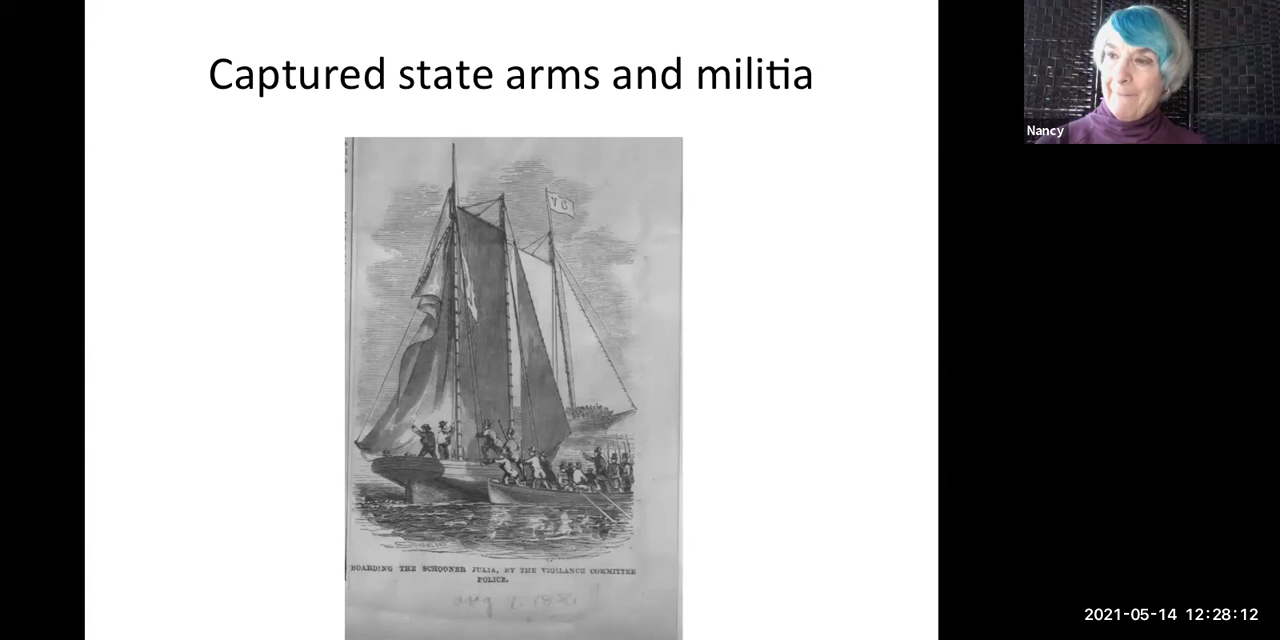 Captured state arms and militia
Nancy
V C
BOARDING THE SCHOONER JULIA, BY THE VIGILANCE COMMITTEE
POLICE.
2021-05-14 12:28:12